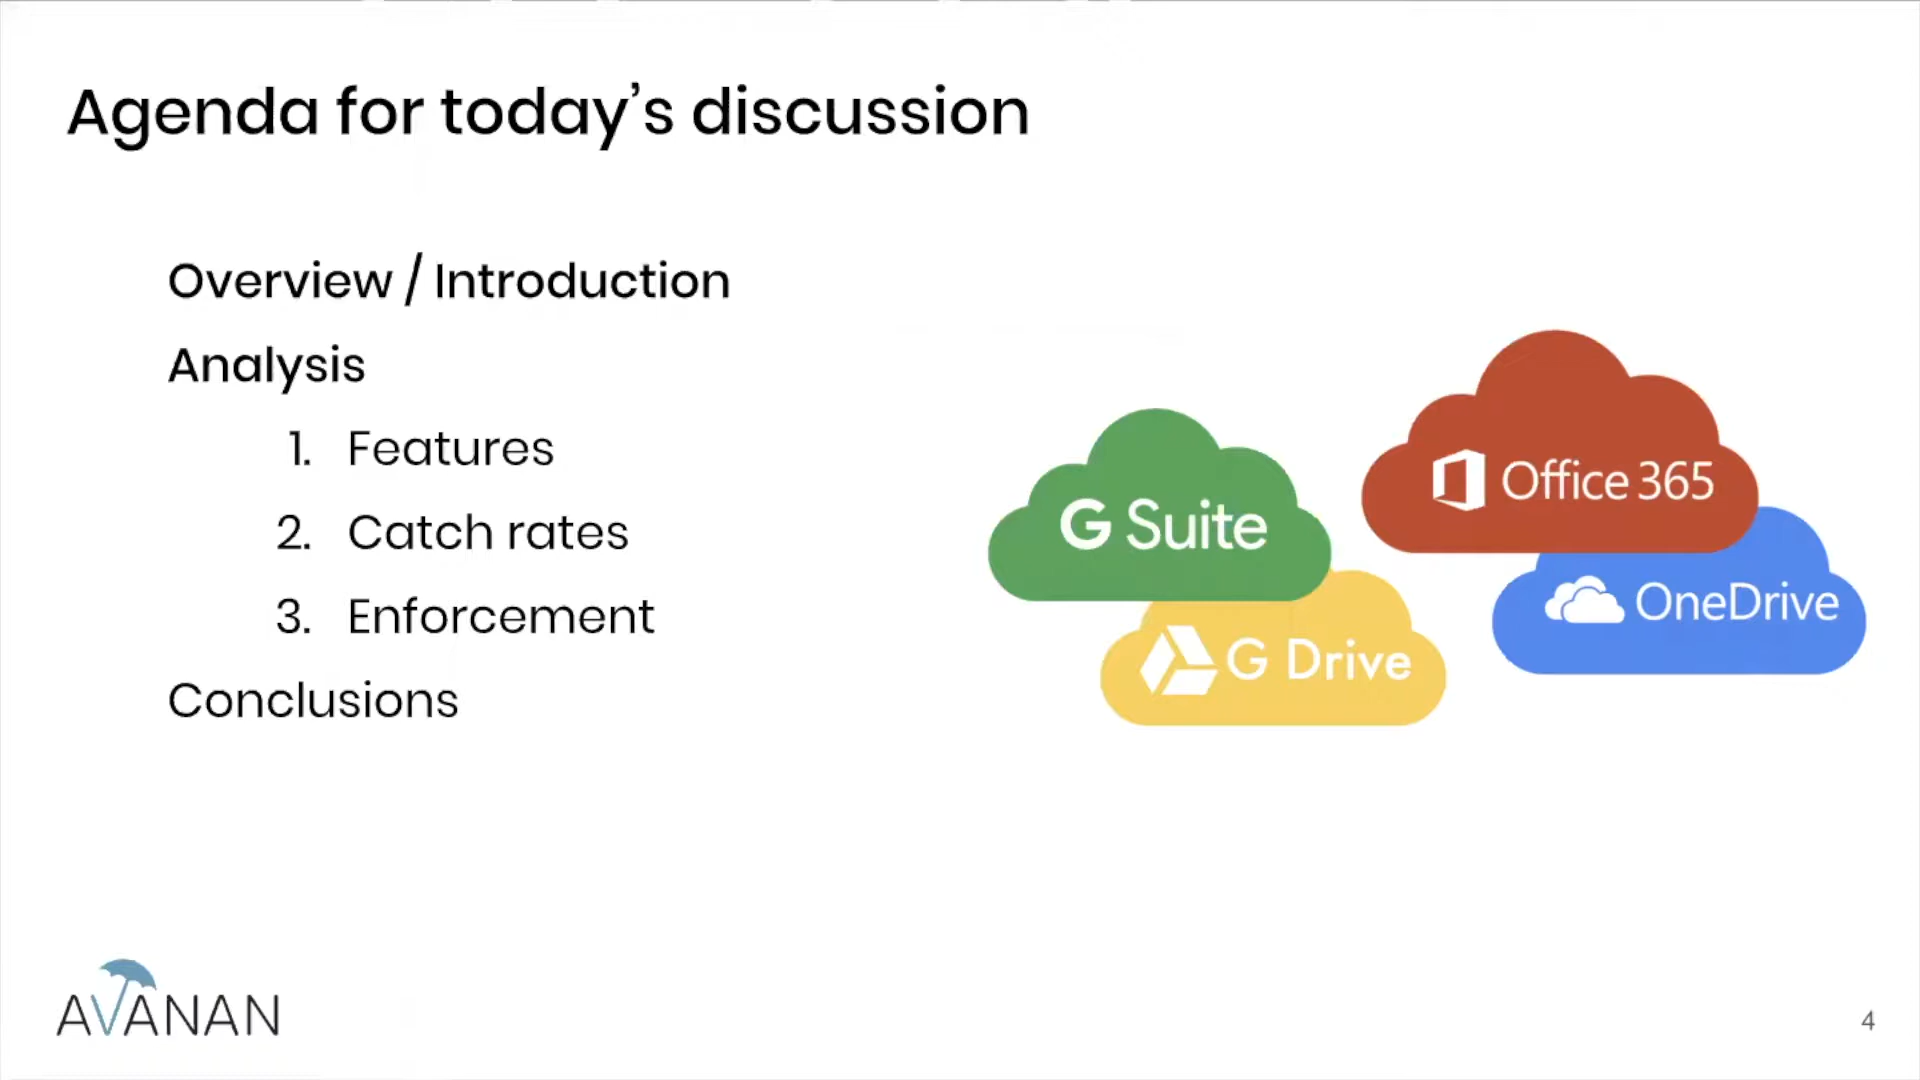 Agenda for today’s discussion
Overview / Introduction
Analysis
1. Features
2. Catch rates
3. Enforcement
Conclusions
Office 365
G Suite
OneDrive
G Drive
AVANAN
4